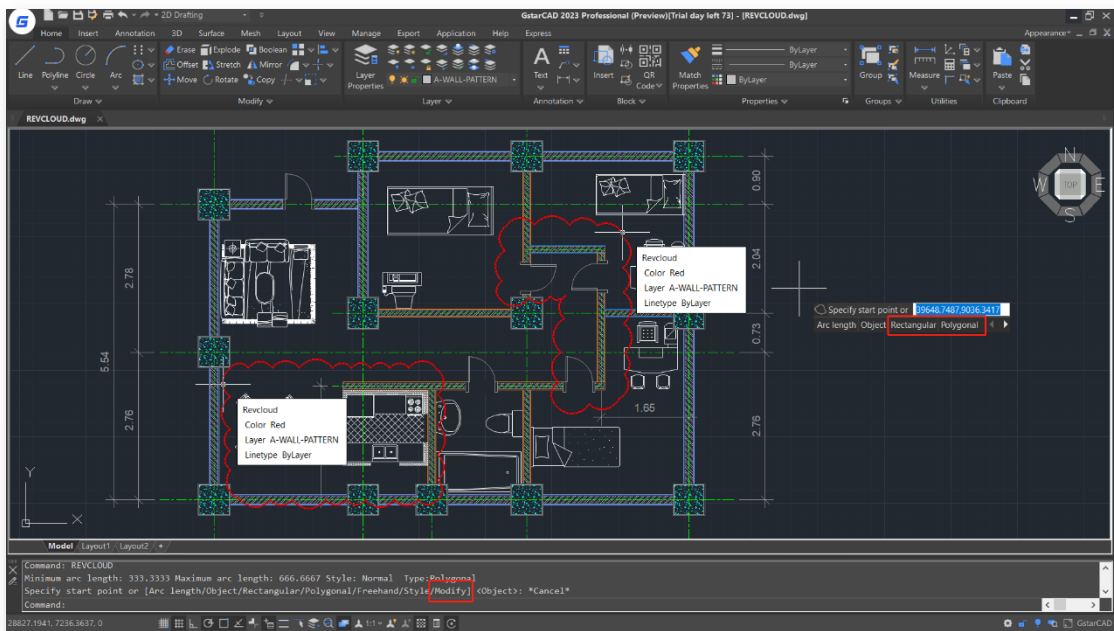 2D Drafting
GstarCAD 2023 Professional (Preview)[Trial day left 73] - [REVCLOUD.dwg]
Home Insert Annotation 3D Surface Mesh Layout View Manage Export Application Help Express
Appearance
Line Polyline Circle Arc
Erase Explode Boolean
Offset Stretch Mirror
Move Rotate Copy
Layer Properties
A-WALL-PATTERN
Text
Insert
QR Code
Match Properties
ByLayer
ByLayer
ByLayer
Group
Measure
Paste
Draw Modify Layer Annotation Block Properties Groups Utilities Clipboard
REVCLOUD.dwg
N
W TOP E
S
0.90
2.04
2.78
0.73
5.54
1.65
2.76
2.76
Revcloud
Color Red
Layer A-WALL-PATTERN
Linetype ByLayer
Specify start point or 39648.7487,9036.3417
Arc length Object Rectangular Polygonal
Revcloud
Color Red
Layer A-WALL-PATTERN
Linetype ByLayer
Y
X
Model Layout1 Layout2 +
Command: REVCLOUD
Minimum arc length: 333.3333 Maximum arc length: 666.6667 Style: Normal Type:Polygonal
Specify start point or [Arc length/Object/Rectangular/Polygonal/Freehand/Style/Modify] <Object>: *Cancel*
Command:
28827.1941, 7236.3637, 0
1:1
GstarCAD